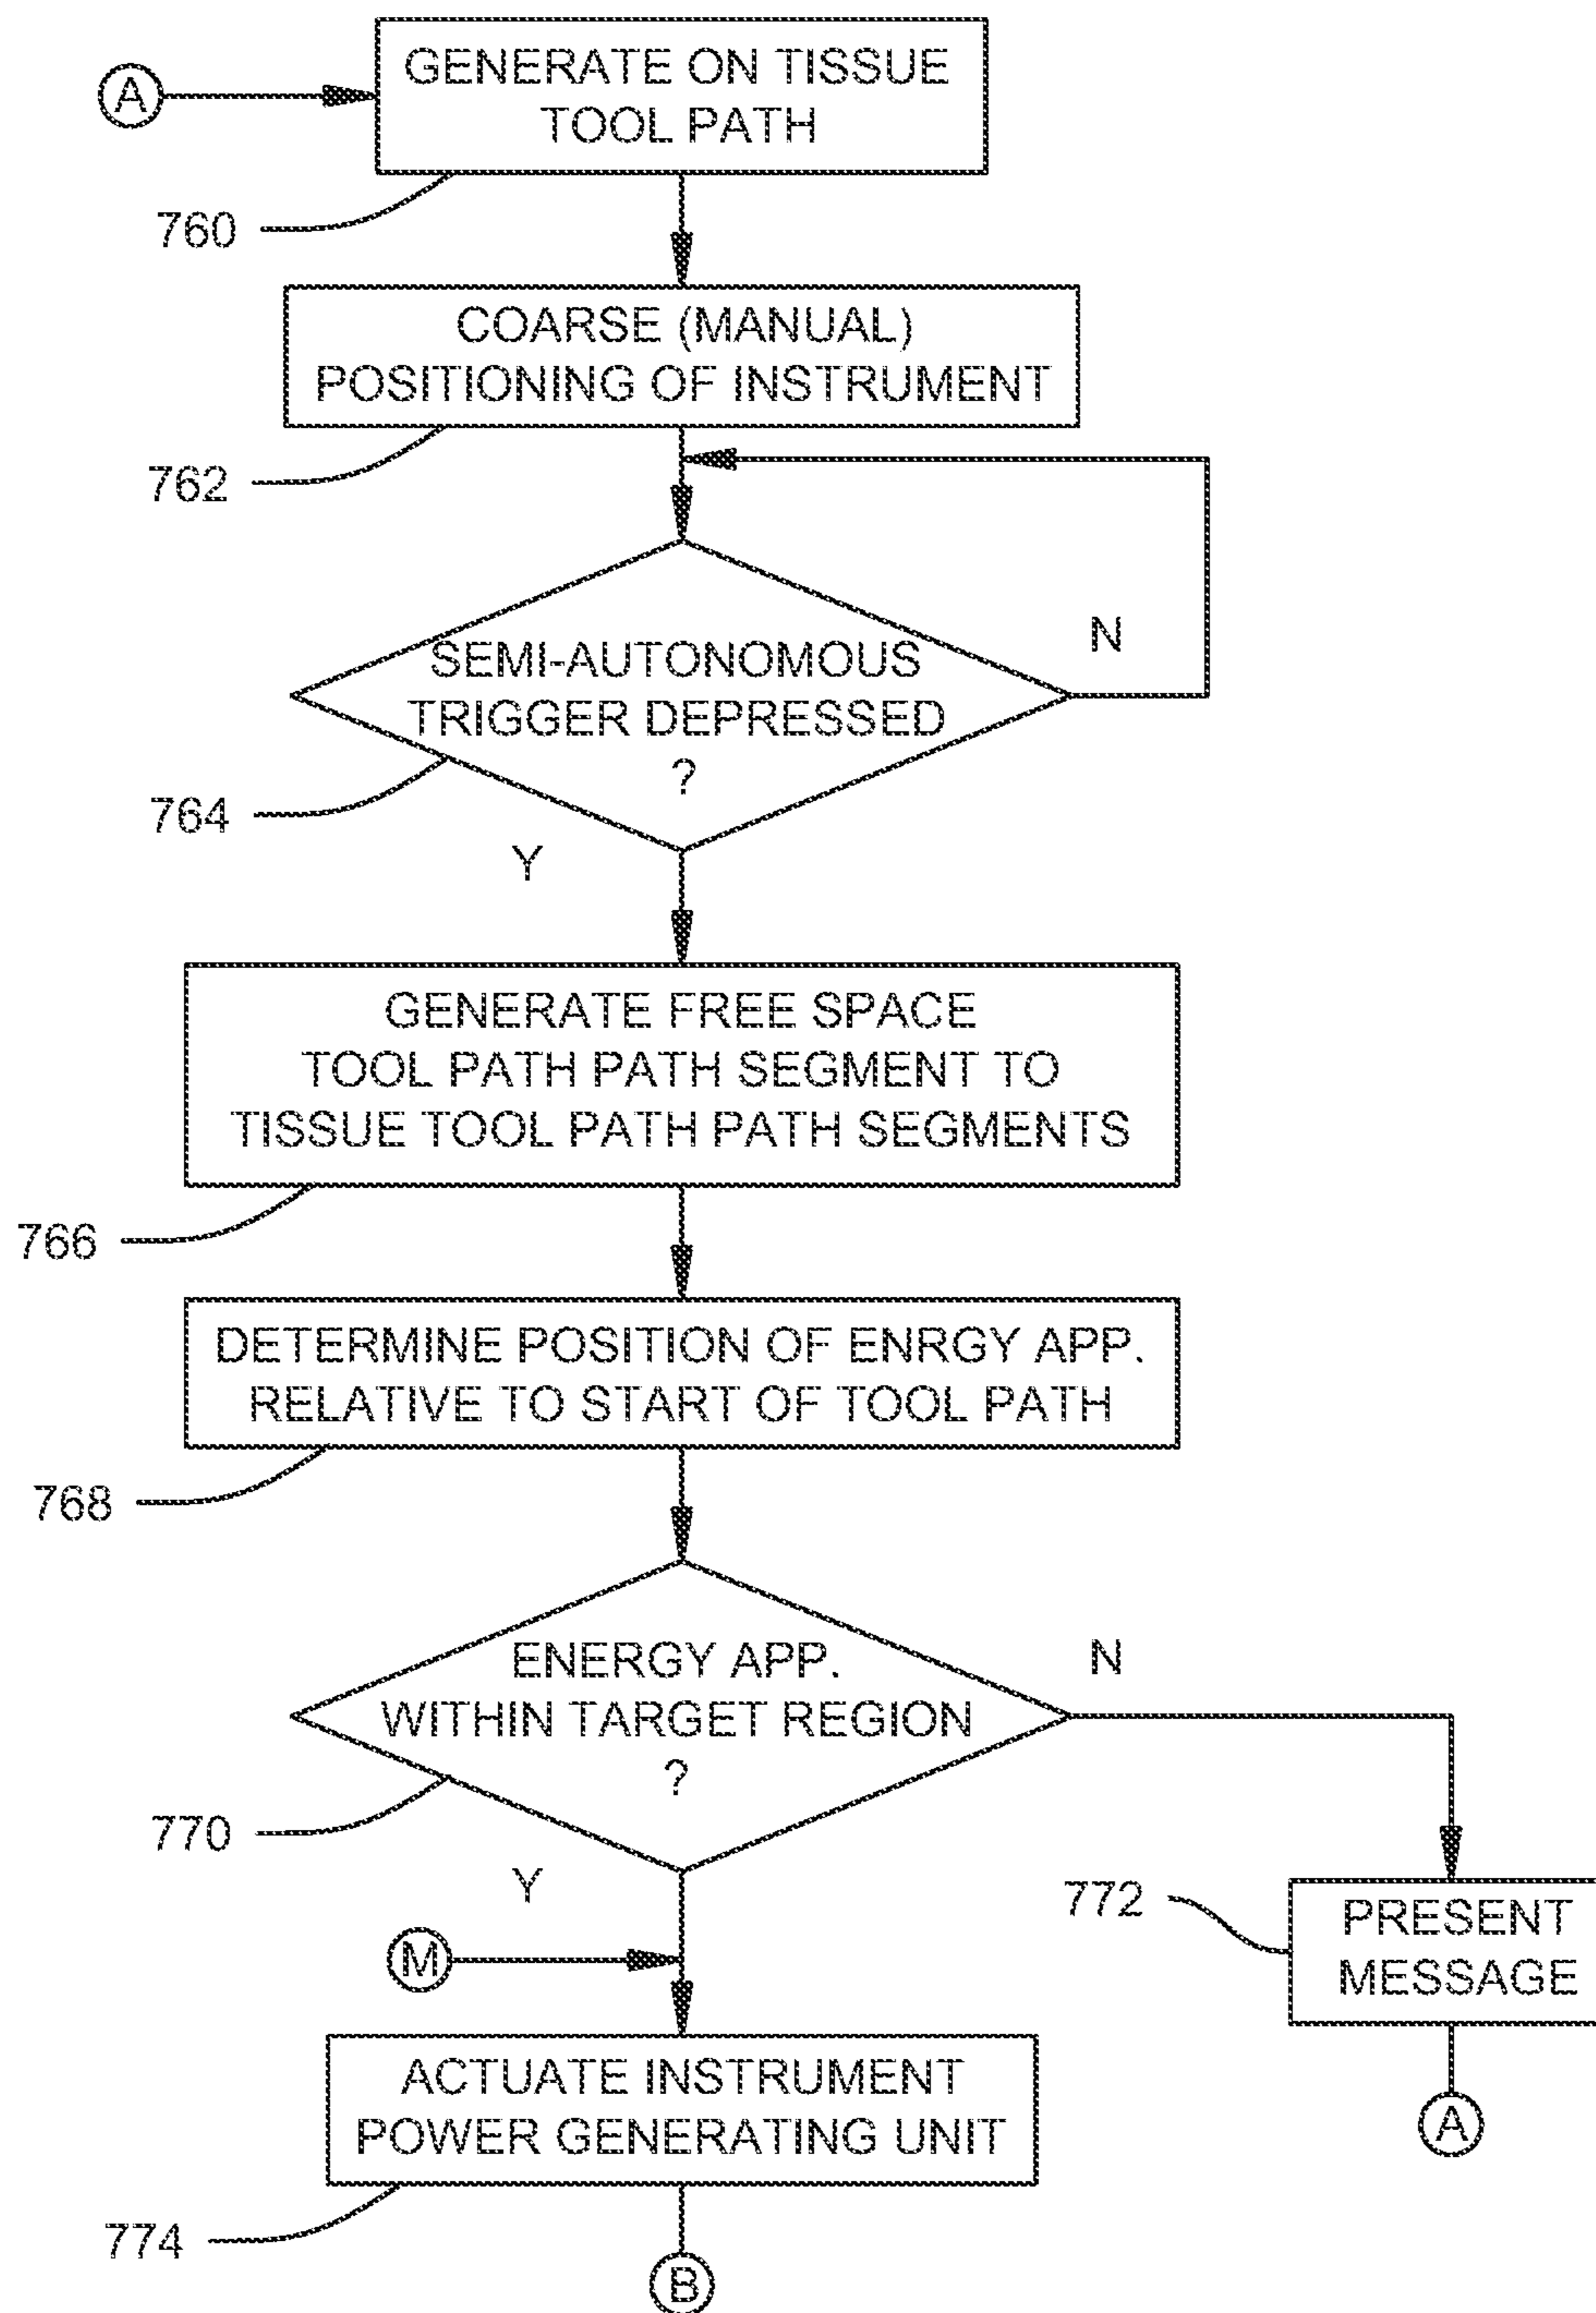 GENERATE ON TISSUE
TOOL PATH
A
760
COARSE (MANUAL)
POSITIONING OF INSTRUMENT
762
SEMI-AUTONOMOUS
TRIGGER DEPRESSED
?
N
764
Y
GENERATE FREE SPACE
TOOL PATH PATH SEGMENT TO
TISSUE TOOL PATH PATH SEGMENTS
766
DETERMINE POSITION OF ENRGY APP.
RELATIVE TO START OF TOOL PATH
768
ENERGY APP.
WITHIN TARGET REGION
?
N
770
Y
772
PRESENT
MESSAGE
M
A
ACTUATE INSTRUMENT
POWER GENERATING UNIT
774
B